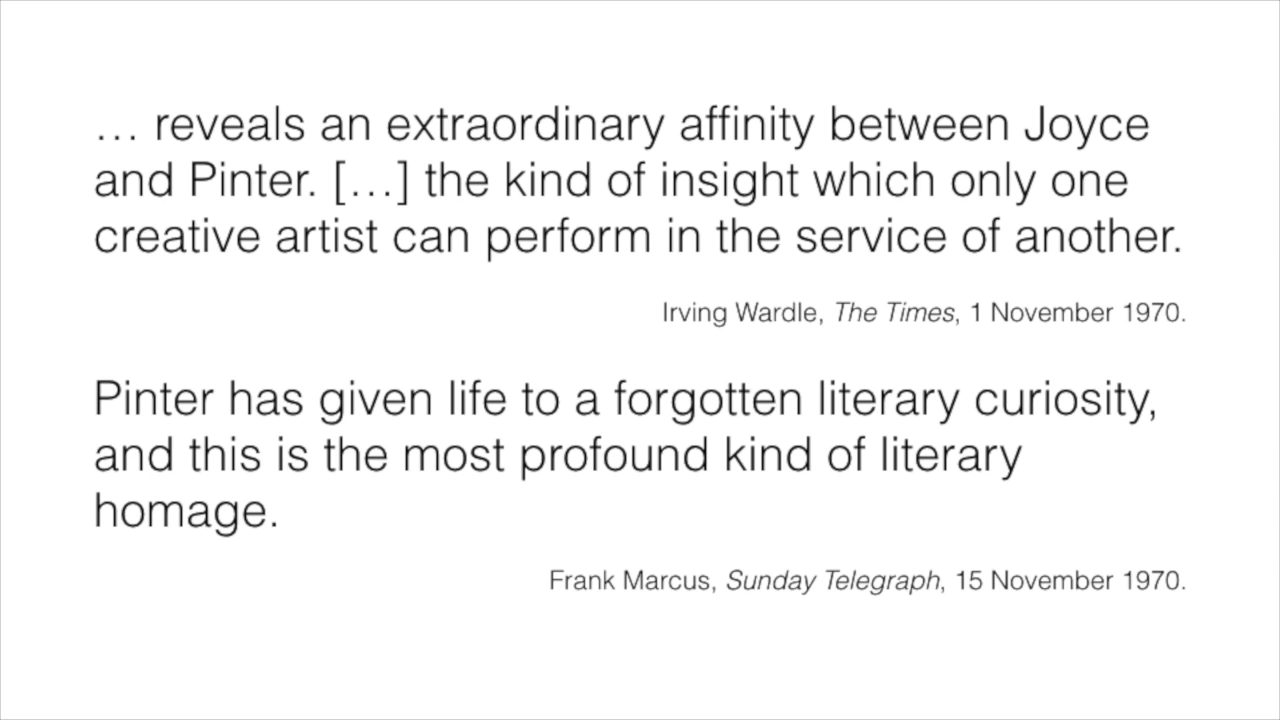 … reveals an extraordinary affinity between Joyce
and Pinter. […] the kind of insight which only one
creative artist can perform in the service of another.
Irving Wardle, The Times, 1 November 1970.
Pinter has given life to a forgotten literary curiosity,
and this is the most profound kind of literary
homage.
Frank Marcus, Sunday Telegraph, 15 November 1970.